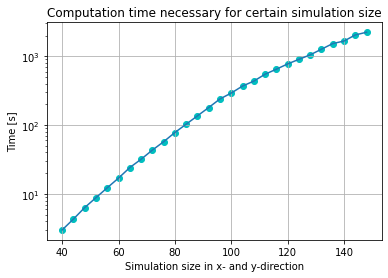 Computation time necessary for certain simulation size
Time [s]
10³
10²
10¹
40 60 80 100 120 140
Simulation size in x- and y-direction